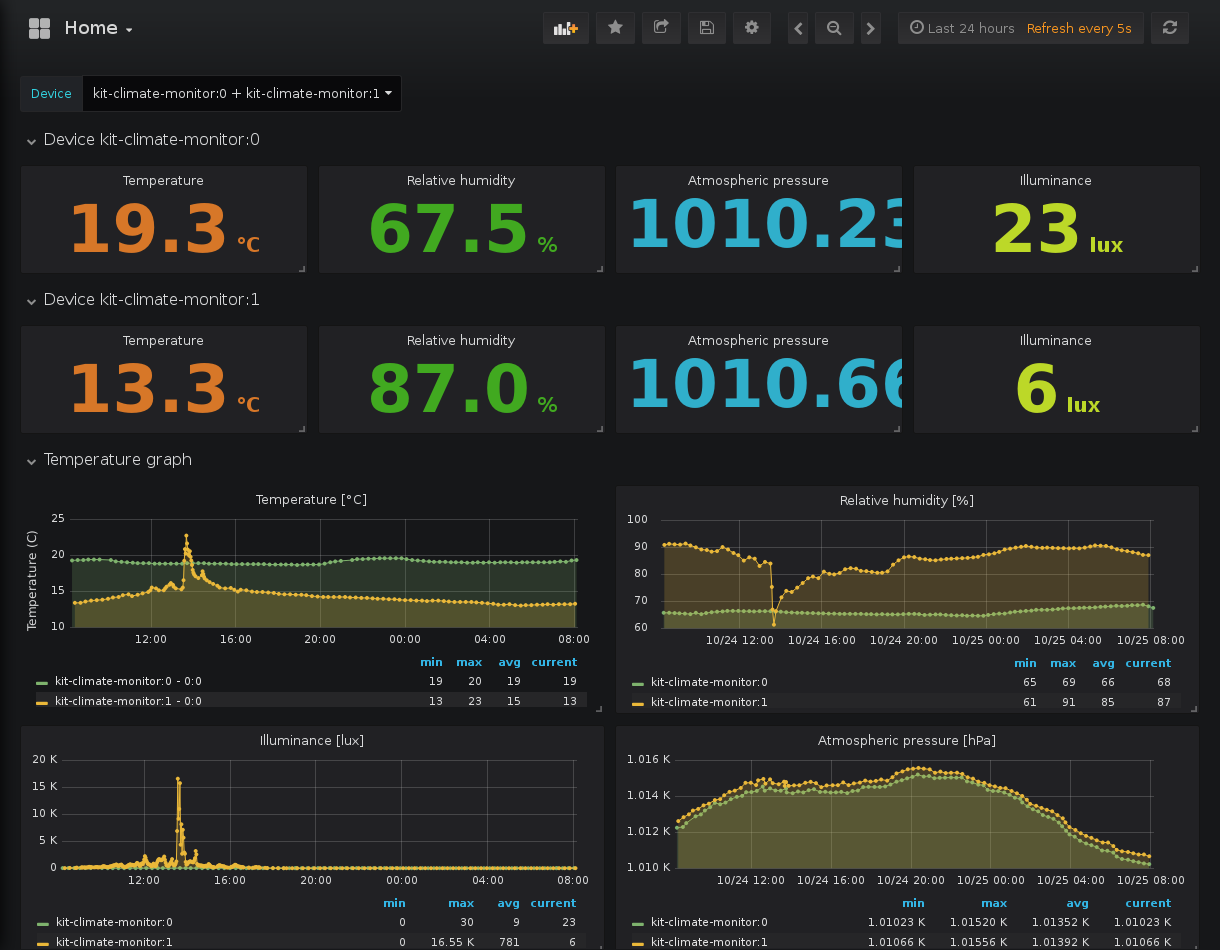 Home
Last 24 hours Refresh every 5s
Device kit-climate-monitor:0 + kit-climate-monitor:1
Device kit-climate-monitor:0
Temperature Relative humidity Atmospheric pressure Illuminance
19.3 °C 67.5 % 1010.23 23 lux
Device kit-climate-monitor:1
Temperature Relative humidity Atmospheric pressure Illuminance
13.3 °C 87.0 % 1010.66 6 lux
Temperature graph
Temperature [°C]
Temperature (C)
25
20
15
10
12:00 16:00 20:00 00:00 04:00 08:00
min max avg current
kit-climate-monitor:0 - 0:0 19 20 19 19
kit-climate-monitor:1 - 0:0 13 23 15 13
Relative humidity [%]
100
90
80
70
60
10/24 12:00 10/24 16:00 10/24 20:00 10/25 00:00 10/25 04:00 10/25 08:00
min max avg current
kit-climate-monitor:0 65 69 66 68
kit-climate-monitor:1 61 91 85 87
Illuminance [lux]
20 K
15 K
10 K
5 K
0
12:00 16:00 20:00 00:00 04:00 08:00
min max avg current
kit-climate-monitor:0 0 30 9 23
kit-climate-monitor:1 0 16.55 K 781 6
Atmospheric pressure [hPa]
1.016 K
1.014 K
1.012 K
1.010 K
10/24 12:00 10/24 16:00 10/24 20:00 10/25 00:00 10/25 04:00 10/25 08:00
min max avg current
kit-climate-monitor:0 1.01023 K 1.01520 K 1.01352 K 1.01023 K
kit-climate-monitor:1 1.01066 K 1.01556 K 1.01392 K 1.01066 K